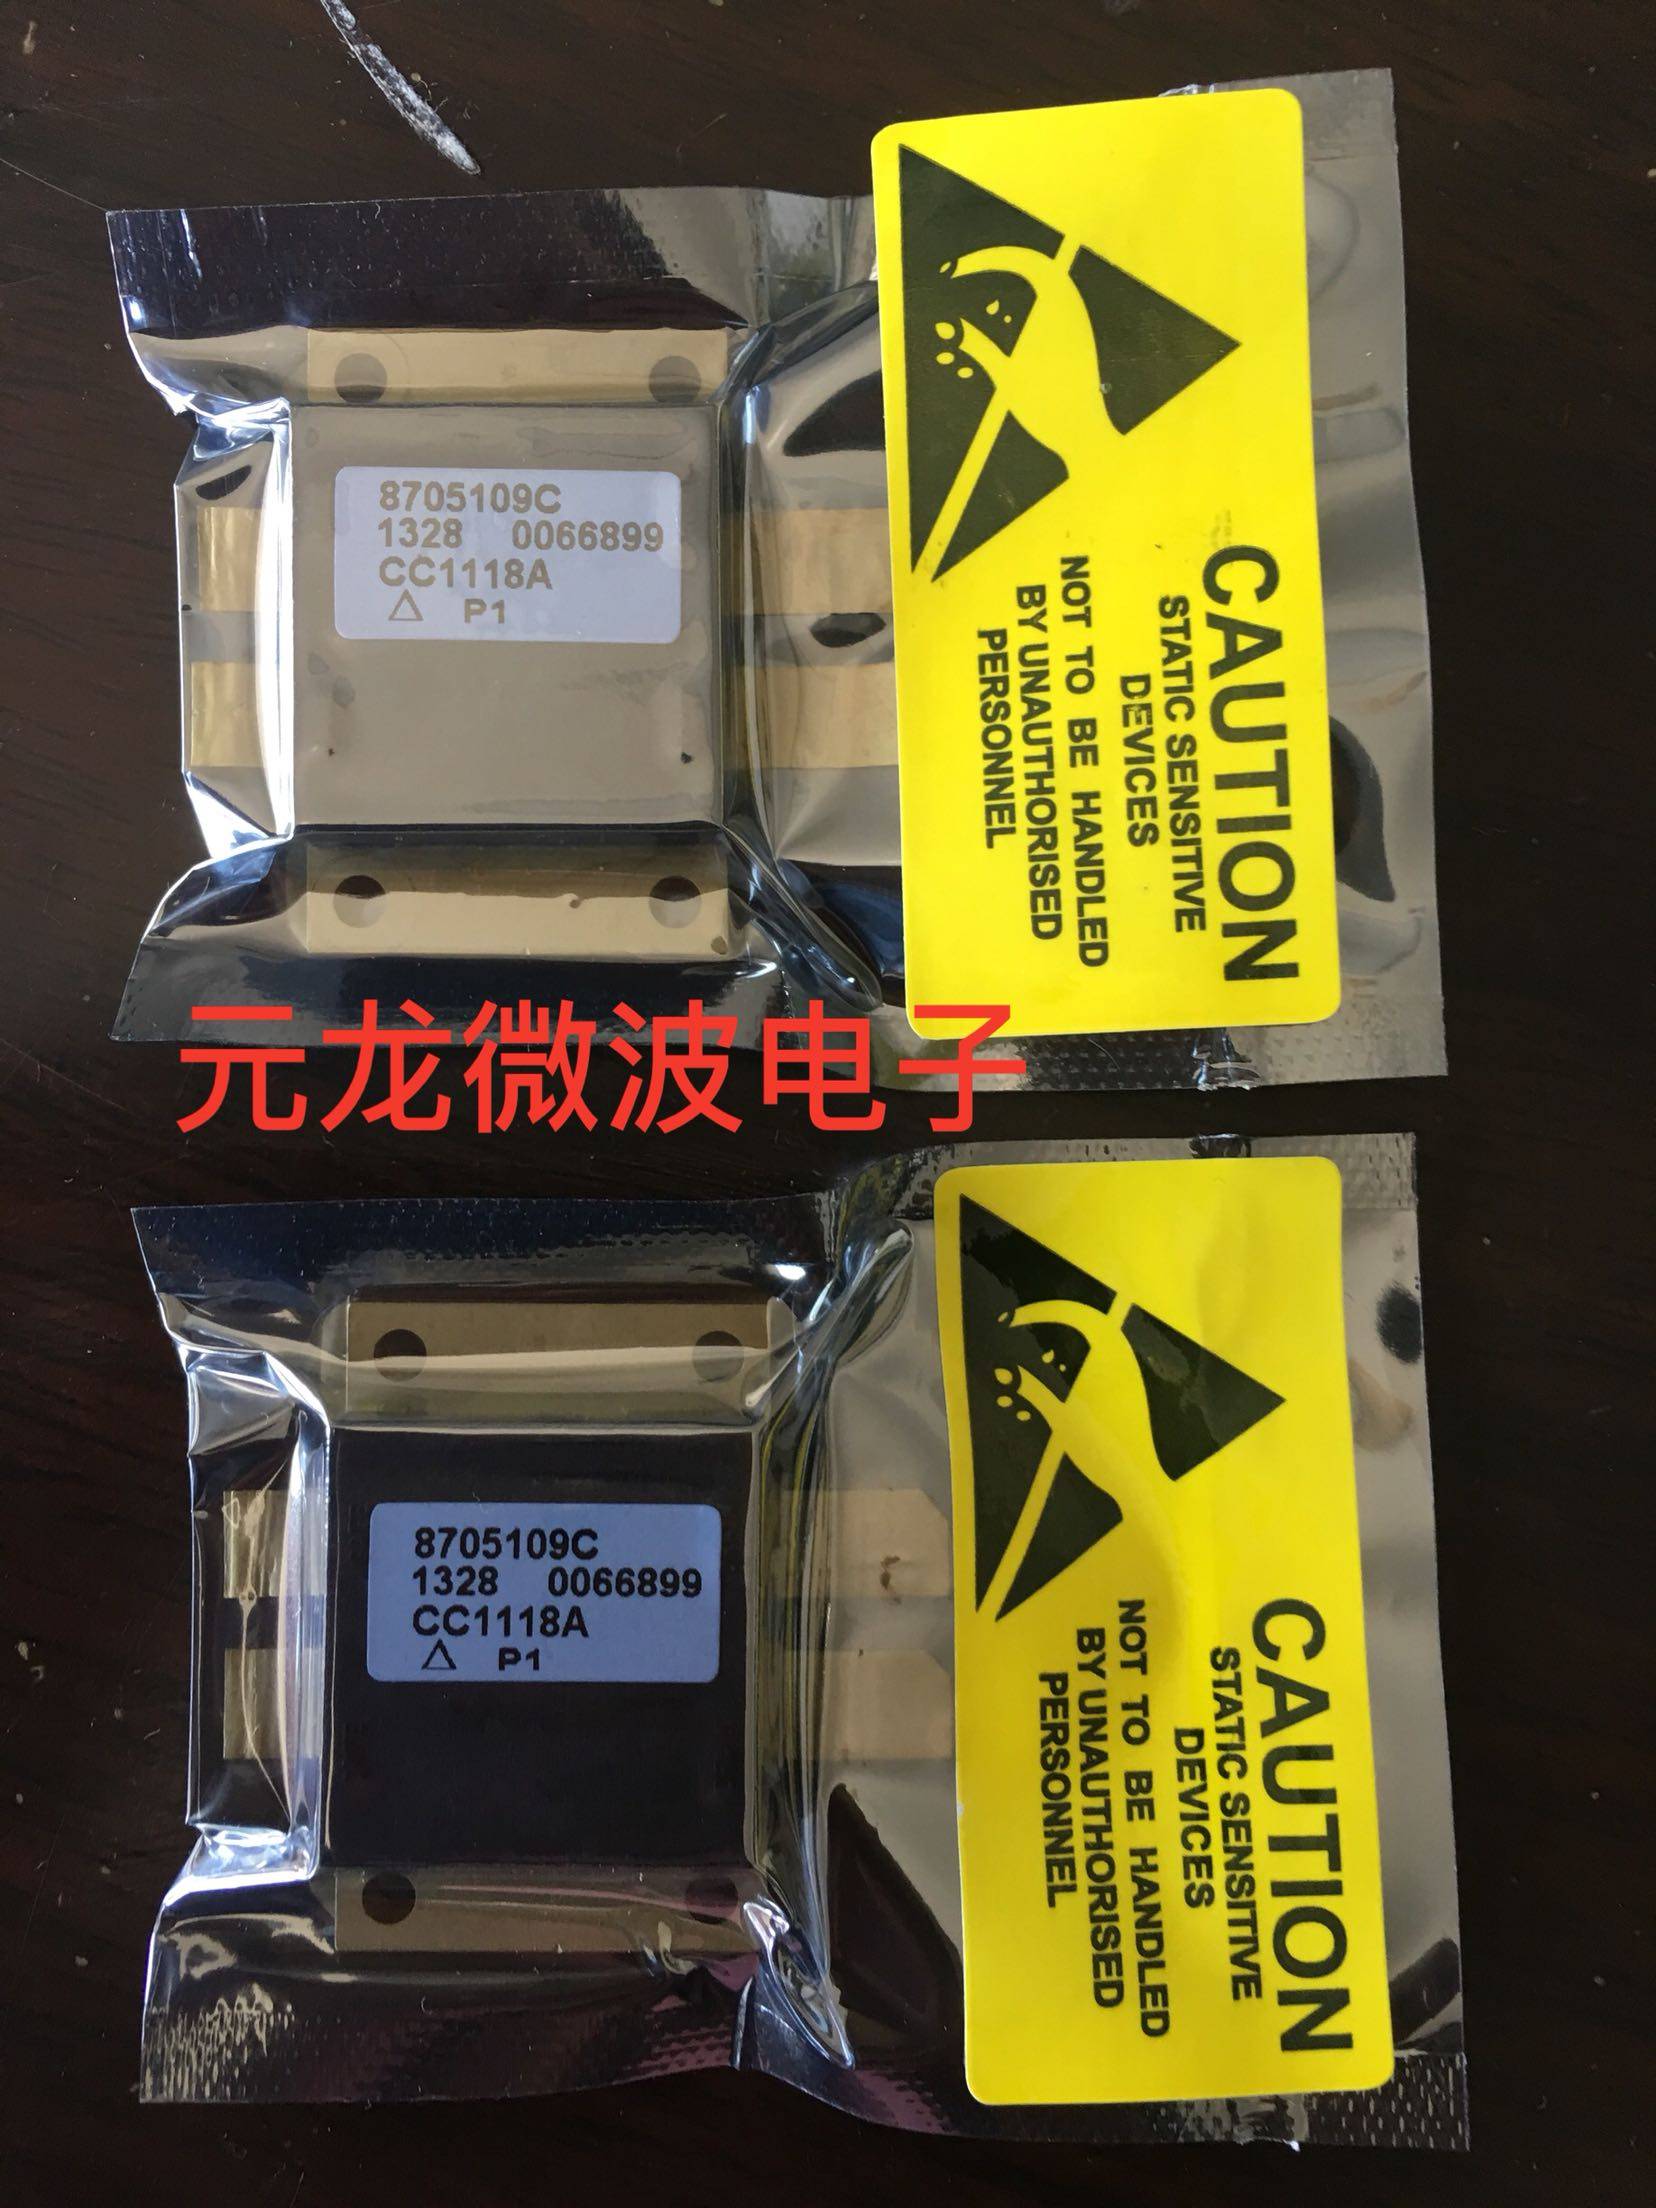 8705109C
1328 0066899
CC1118A
△ P1
CAUTION
STATIC SENSITIVE
DEVICES
NOT TO BE HANDLED
BY UNAUTHORISED
PERSONNEL
元龙微波电子
8705109C
1328 0066899
CC1118A
△ P1
CAUTION
STATIC SENSITIVE
DEVICES
NOT TO BE HANDLED
BY UNAUTHORISED
PERSONNEL